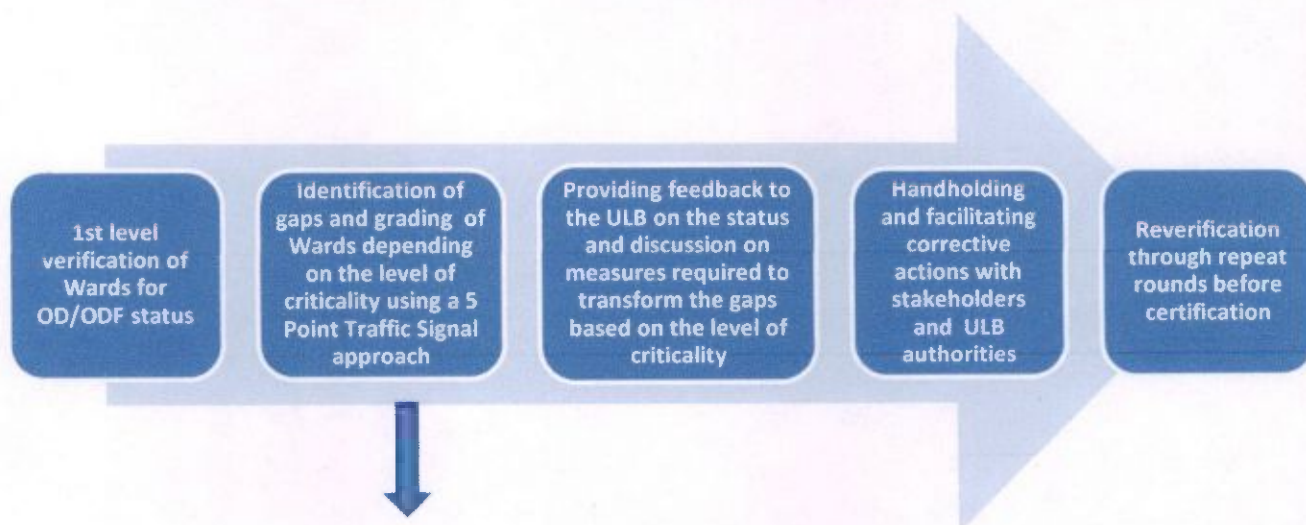 1st level
verification of
Wards for
OD/ODF status
Identification of
gaps and grading of
Wards depending
on the level of
criticality using a 5
Point Traffic Signal
approach
Providing feedback to
the ULB on the status
and discussion on
measures required to
transform the gaps
based on the level of
criticality
Handholding
and facilitating
corrective
actions with
stakeholders
and ULB
authorities
Reverification
through repeat
rounds before
certification